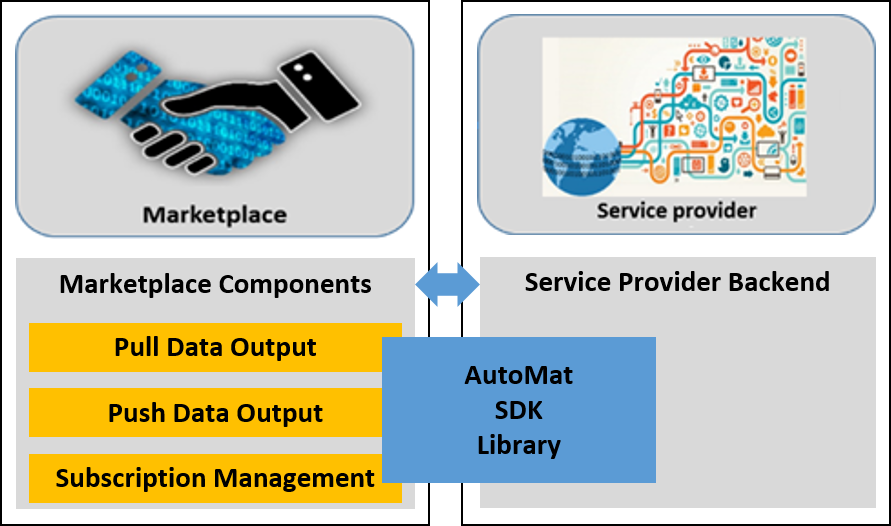 Marketplace
Service provider
Marketplace Components
Service Provider Backend
Pull Data Output
Push Data Output
Subscription Management
AutoMat
SDK
Library